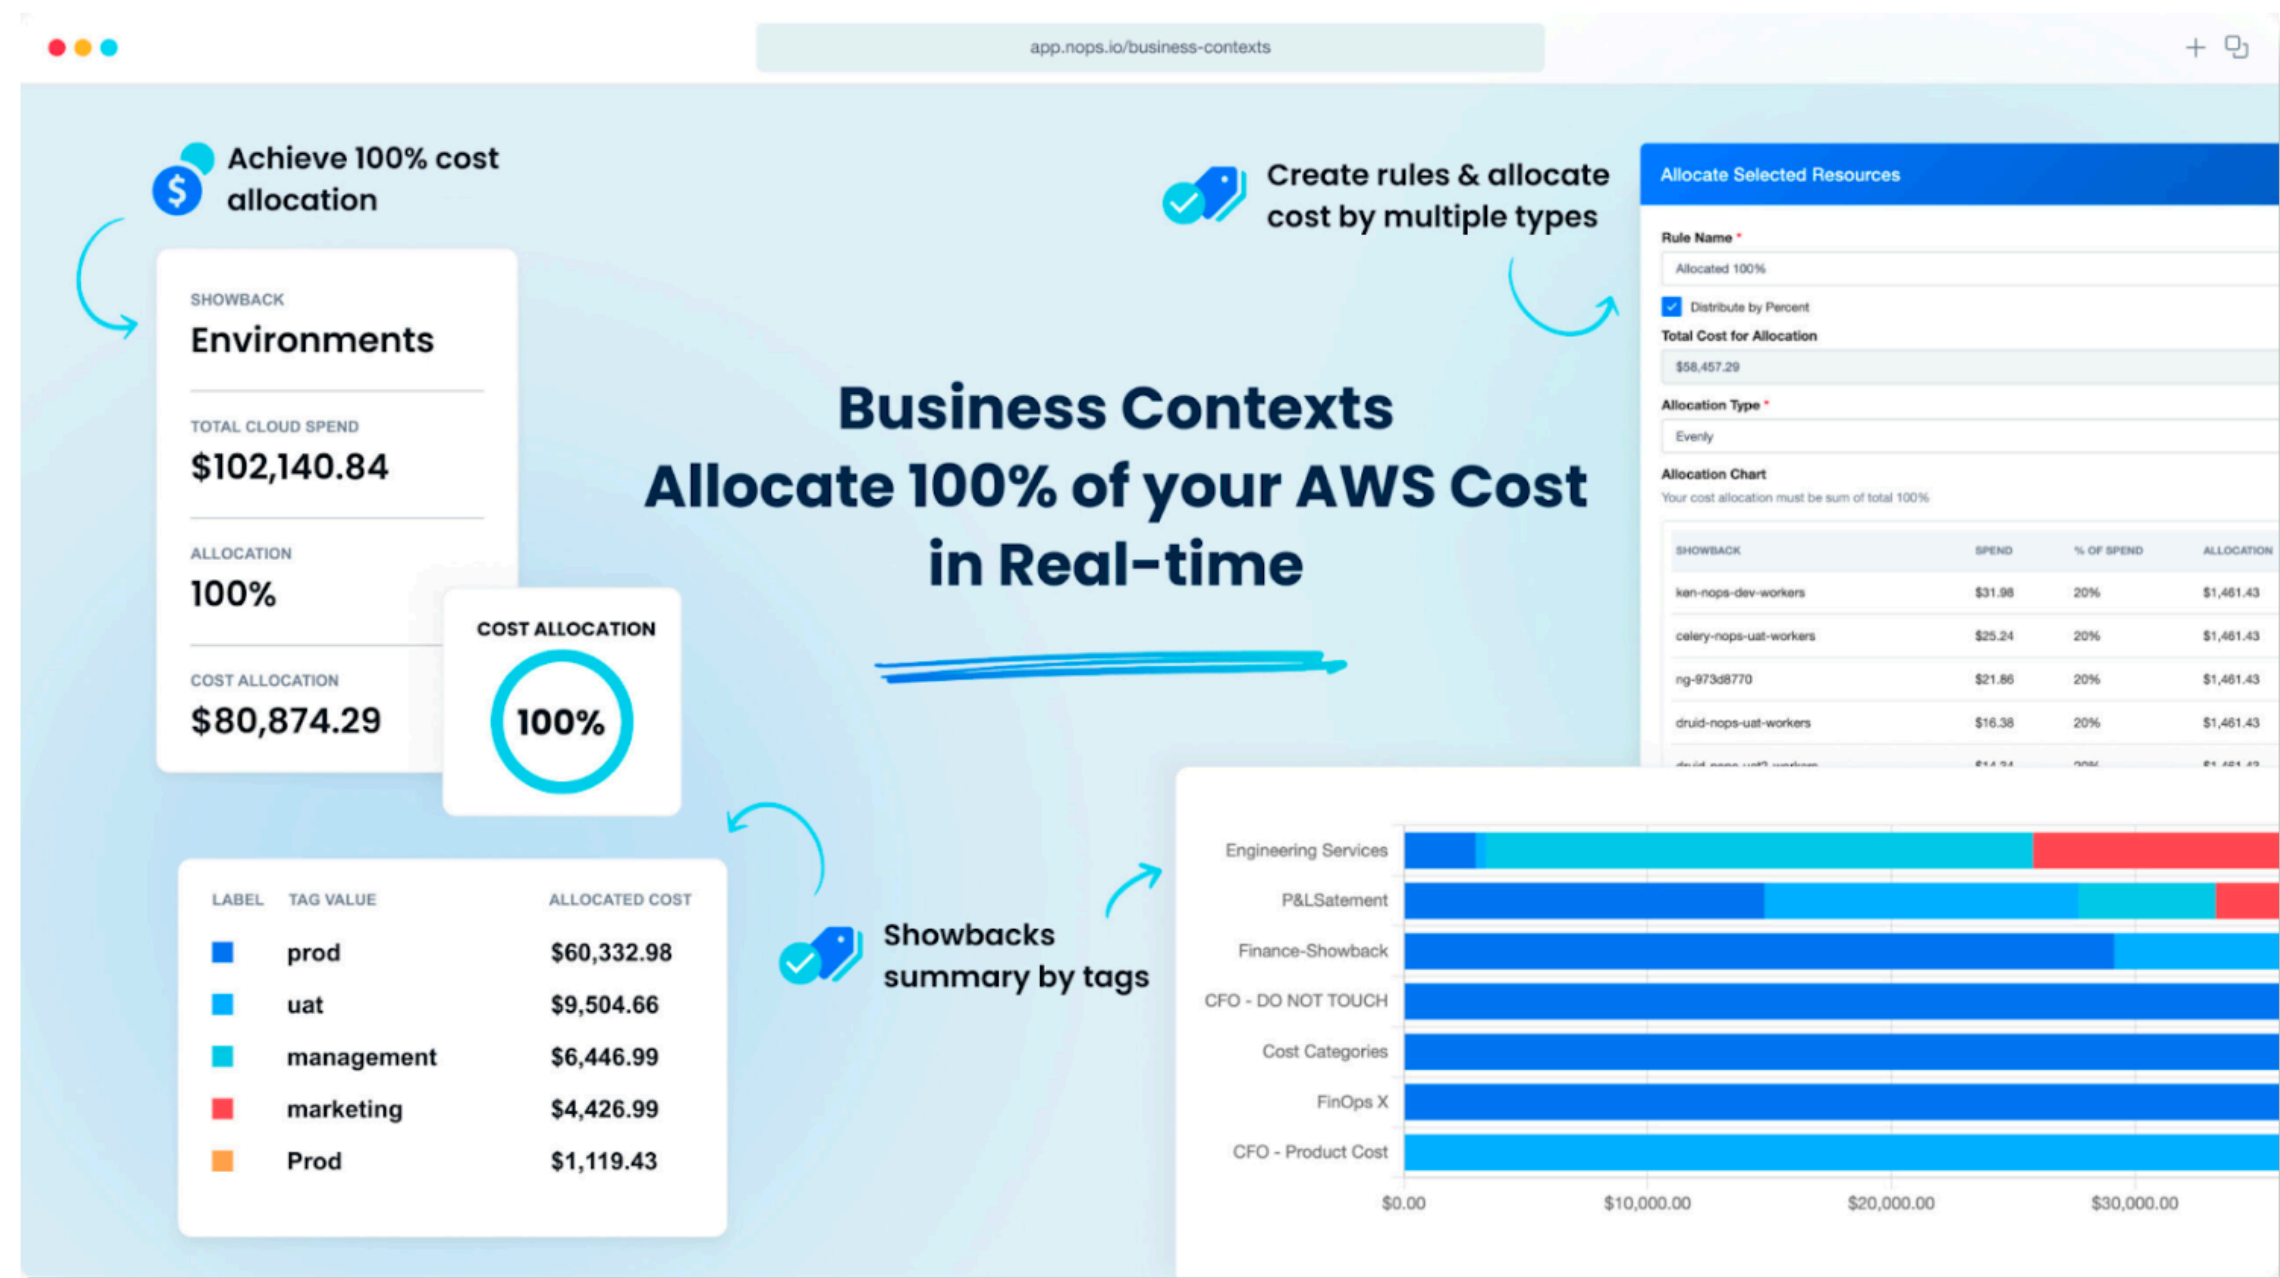 app.nops.io/business-contexts
Achieve 100% cost
allocation
SHOWBACK
Environments
TOTAL CLOUD SPEND
$102,140.84
ALLOCATION
100%
COST ALLOCATION
$80,874.29
COST ALLOCATION
100%
Create rules & allocate
cost by multiple types
Business Contexts
Allocate 100% of your AWS Cost
in Real-time
Allocate Selected Resources
Rule Name *
Allocated 100%
Distribute by Percent
Total Cost for Allocation
$58,457.29
Allocation Type *
Evenly
Allocation Chart
Your cost allocation must be sum of total 100%
SHOWBACK SPEND % OF SPEND ALLOCATION
ken-nops-dev-workers $31.98 20% $1,461.43
celery-nops-uat-workers $25.24 20% $1,461.43
ng-973d8770 $21.86 20% $1,461.43
druid-nops-uat-workers $16.38 20% $1,461.43
LABEL TAG VALUE ALLOCATED COST
prod $60,332.98
uat $9,504.66
management $6,446.99
marketing $4,426.99
Prod $1,119.43
Showbacks
summary by tags
Engineering Services
P&LSatement
Finance-Showback
CFO - DO NOT TOUCH
Cost Categories
FinOps X
CFO - Product Cost
$0.00 $10,000.00 $20,000.00 $30,000.00